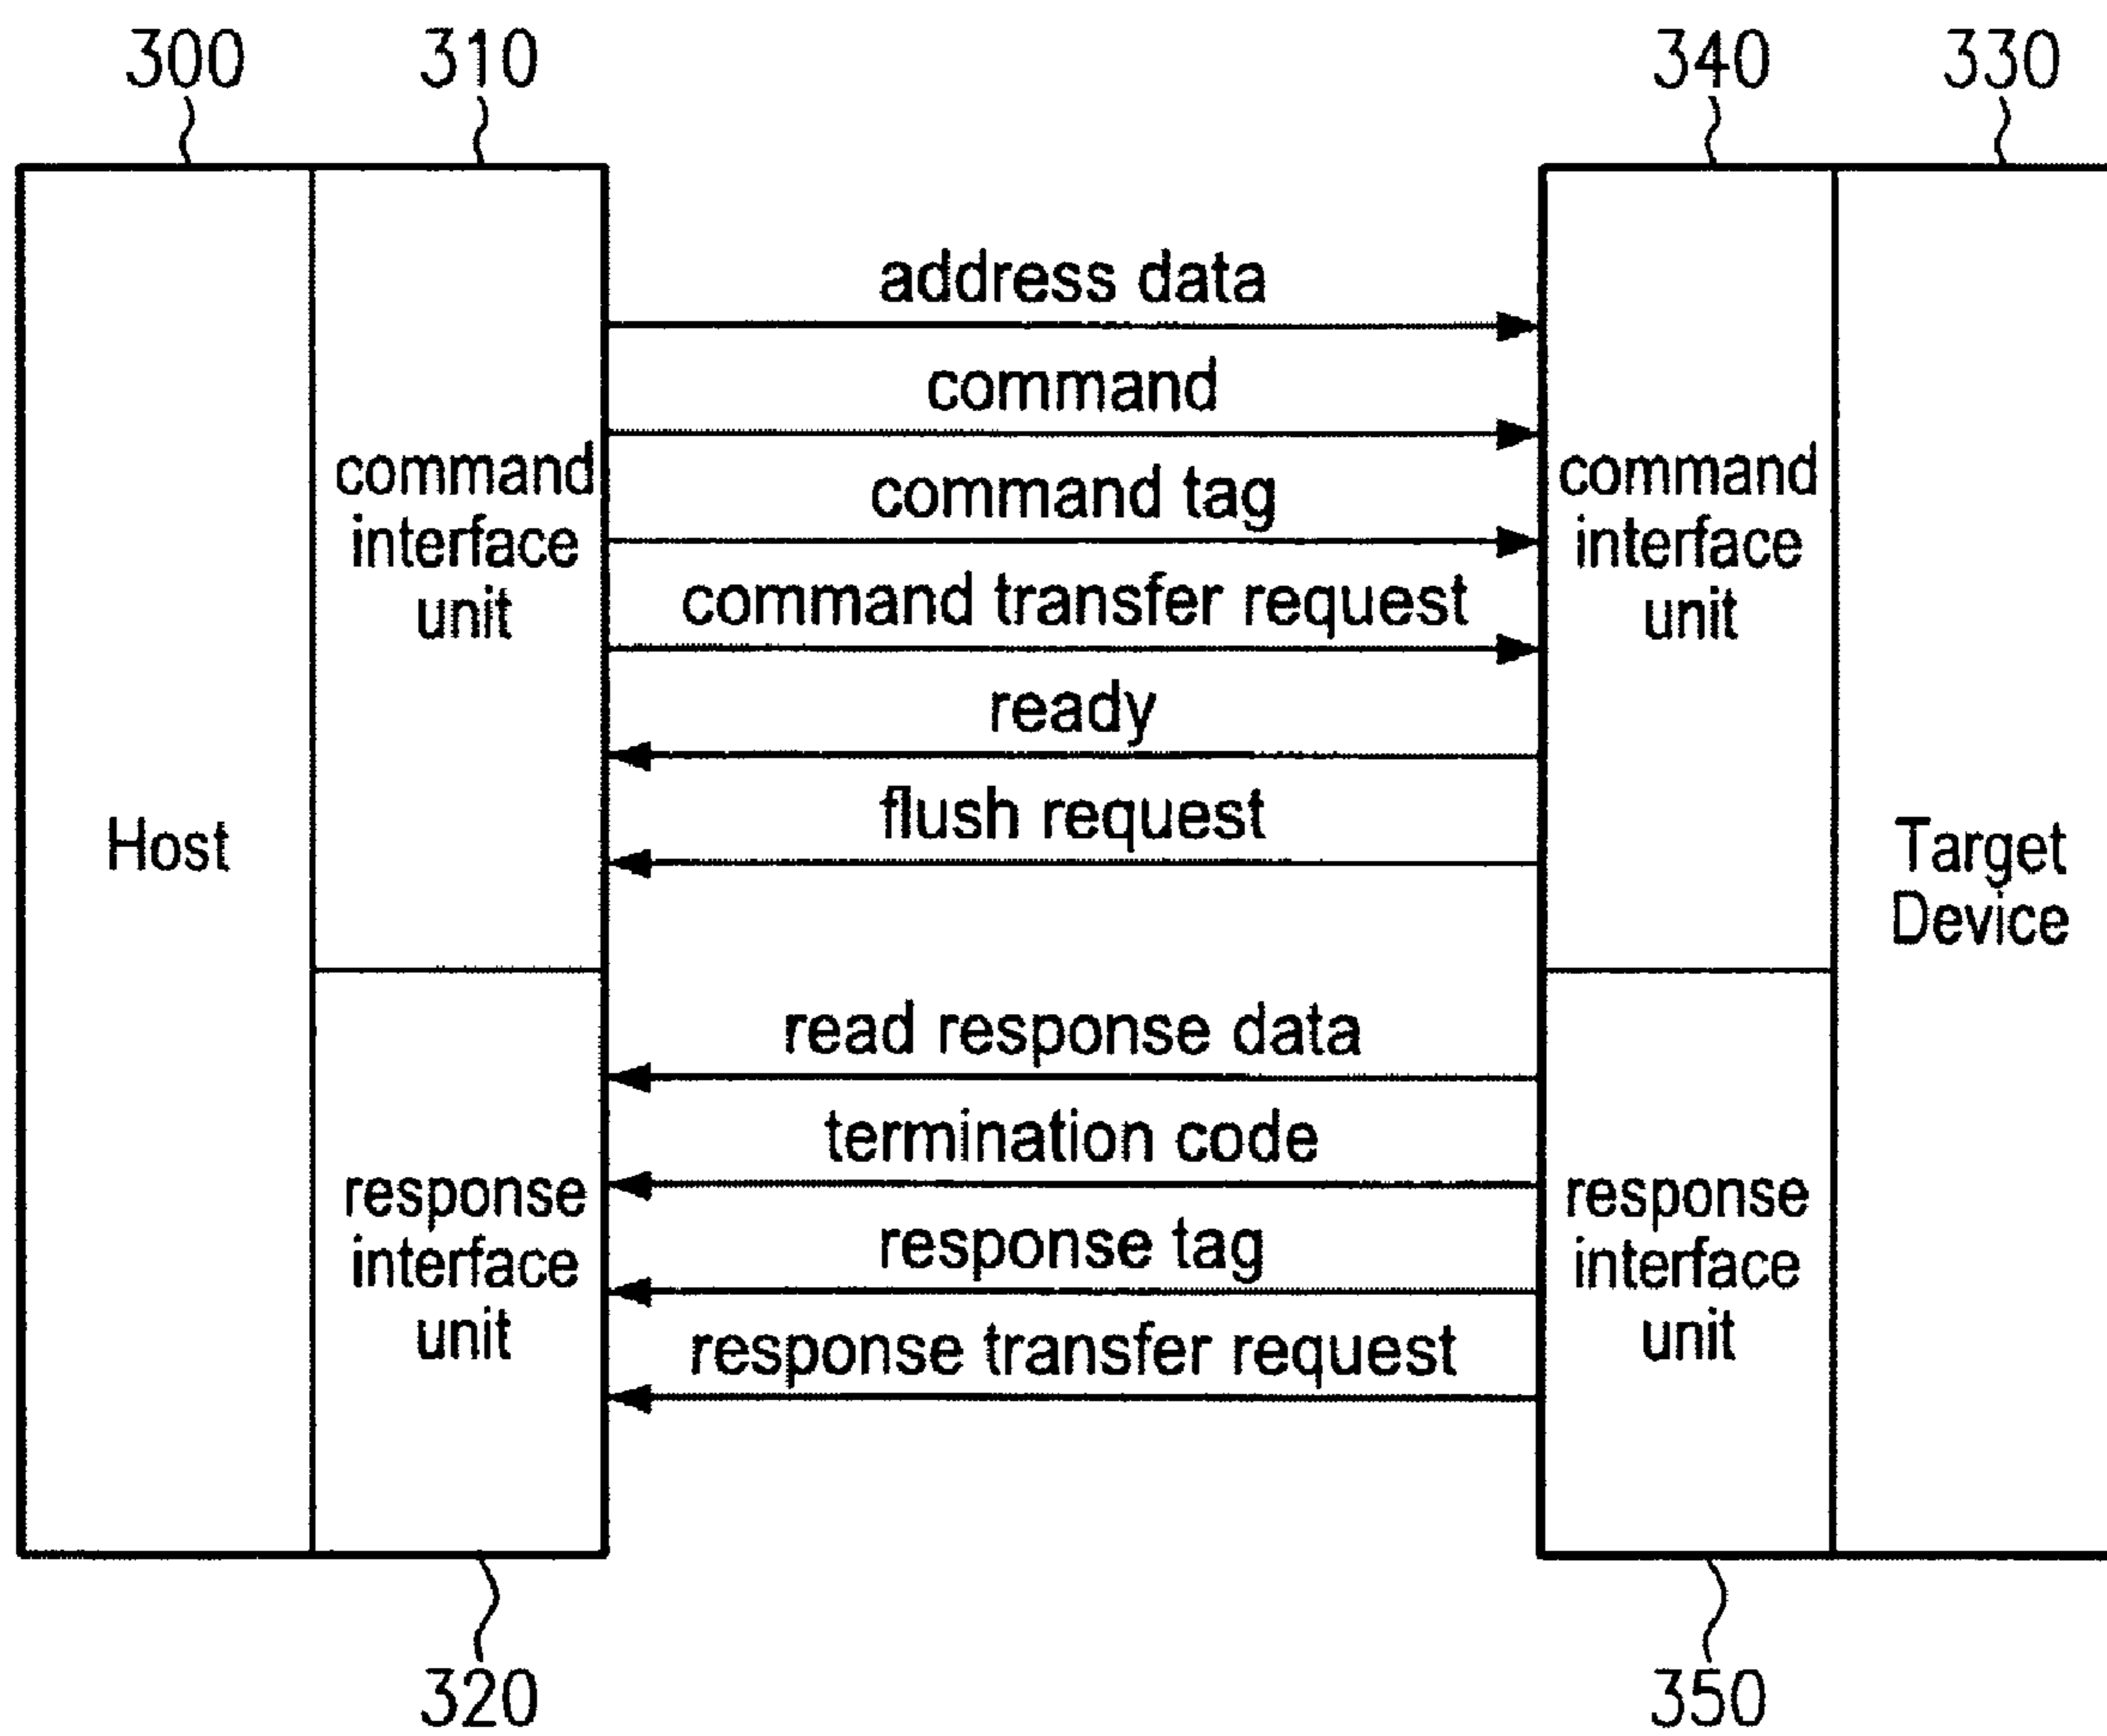 300
310
340
330
address data
command
command tag
command transfer request
ready
flush request
command
interface
unit
command
interface
unit
Host
Target
Device
read response data
termination code
response tag
response transfer request
response
interface
unit
response
interface
unit
320
350